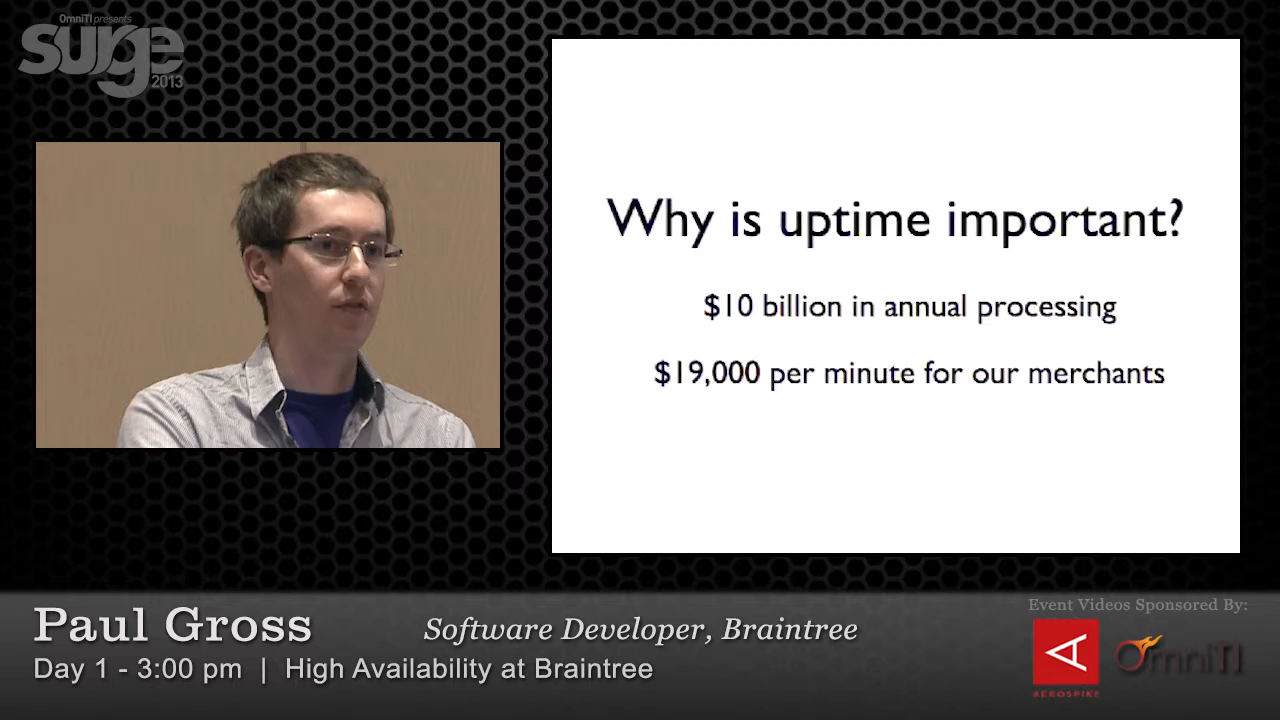 OmniTI presents
surge
2013
Why is uptime important?
$10 billion in annual processing
$19,000 per minute for our merchants
Paul Gross
Software Developer, Braintree
Day 1 - 3:00 pm | High Availability at Braintree
Event Videos Sponsored By:
AEROSPIKE
OmniTI